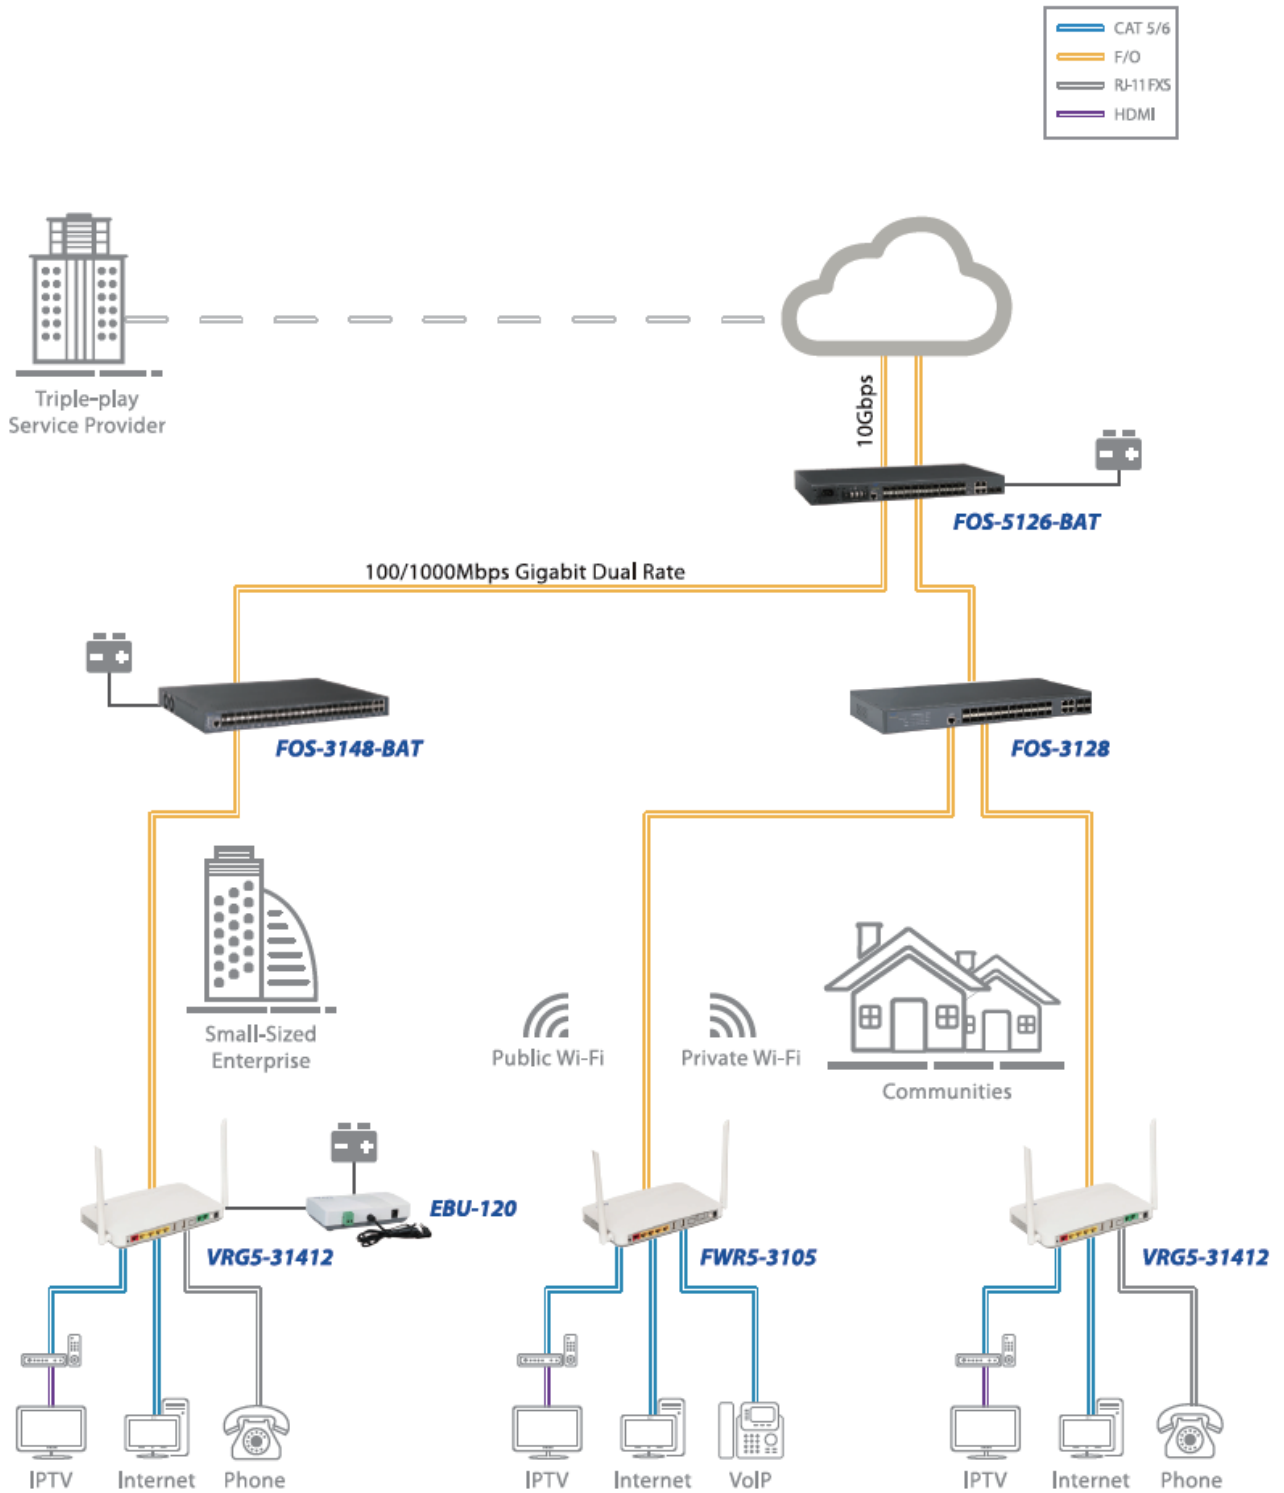 CAT 5/6
F/O
RJ-11 FXS
HDMI
Triple-play
Service Provider
10Gbps
FOS-5126-BAT
100/1000Mbps Gigabit Dual Rate
FOS-3148-BAT
FOS-3128
Small-Sized
Enterprise
Public Wi-Fi
Private Wi-Fi
Communities
EBU-120
VRG5-31412
FWR5-3105
VRG5-31412
IPTV
Internet
Phone
IPTV
Internet
VoIP
IPTV
Internet
Phone